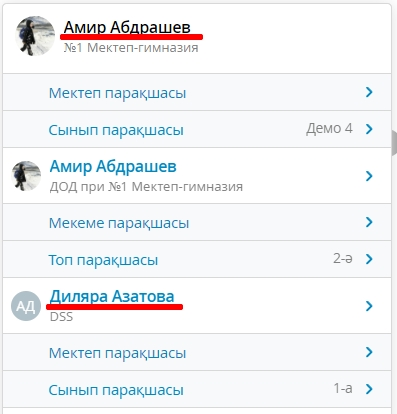 Амир Абдрашев
№1 Мектеп-гимназия
Мектеп парақшасы
Сынып парақшасы Демо 4
Амир Абдрашев
ДОД при №1 Мектеп-гимназия
Мекеме парақшасы
Топ парақшасы 2-ә
АД Диляра Азатова
DSS
Мектеп парақшасы
Сынып парақшасы 1-а